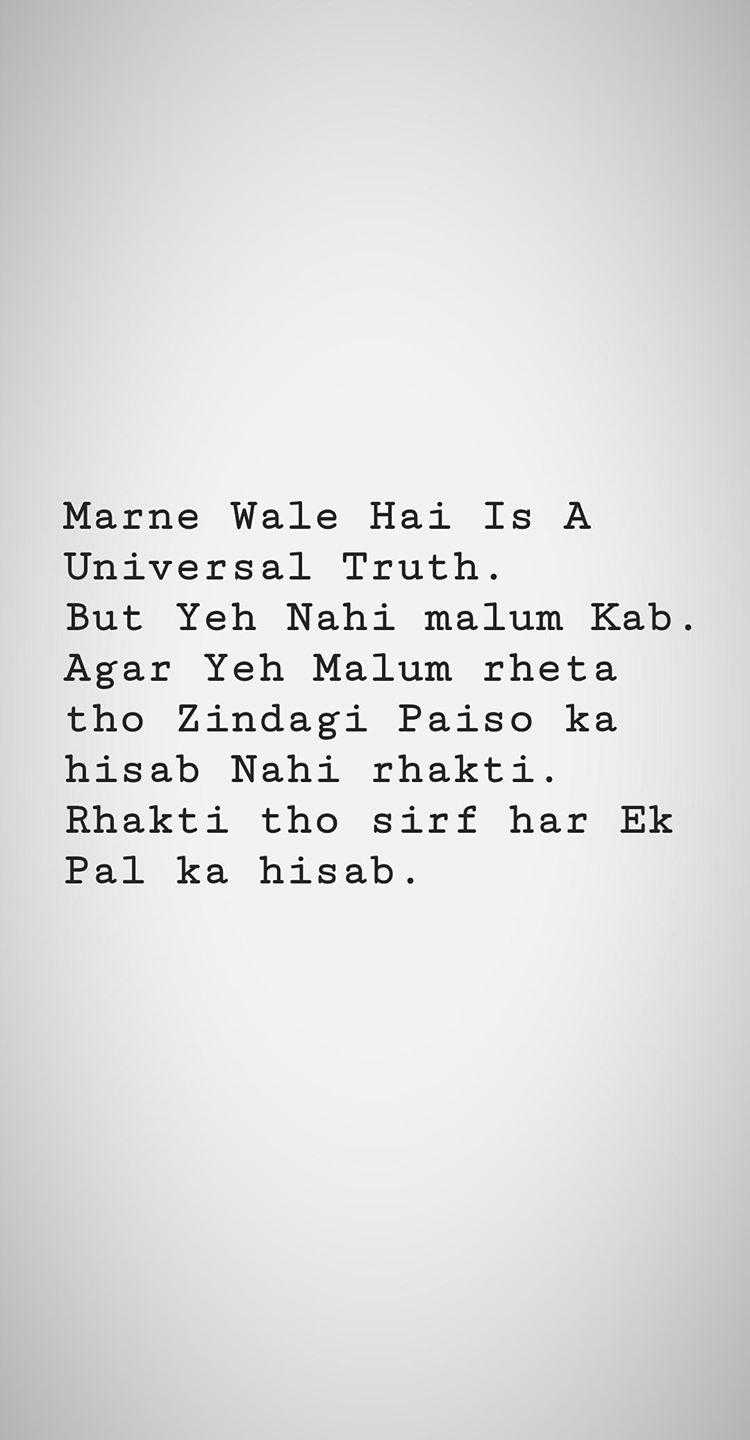 Marne Wale Hai Is A
Universal Truth.
But Yeh Nahi malum Kab.
Agar Yeh Malum rheta
tho Zindagi Paiso ka
hisab Nahi rhakti.
Rhakti tho sirf har Ek
Pal ka hisab.